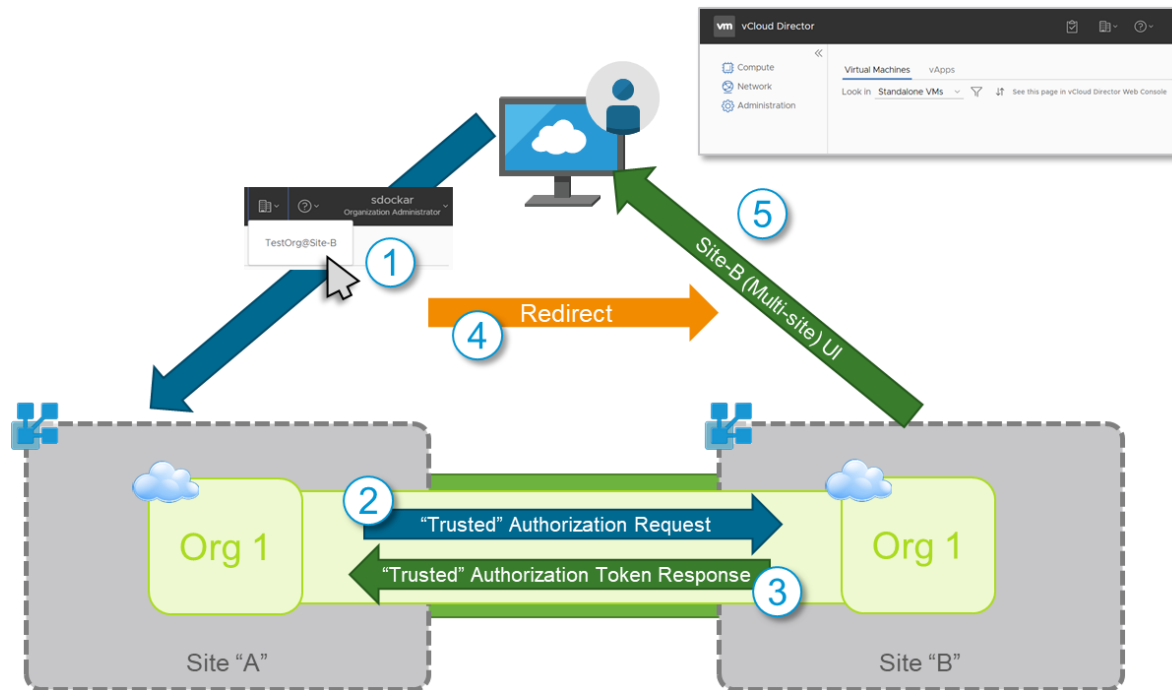 vm vCloud Director
Compute
Network
Administration
Virtual Machines vApps
Look in Standalone VMs See this page in vCloud Director Web Console
sdockar
Organization Administrator
TestOrg@Site-B
1
5
Site-B (Multi-site) UI
Redirect
4
2
“Trusted” Authorization Request
Org 1
Org 1
“Trusted” Authorization Token Response
3
Site “A”
Site “B”